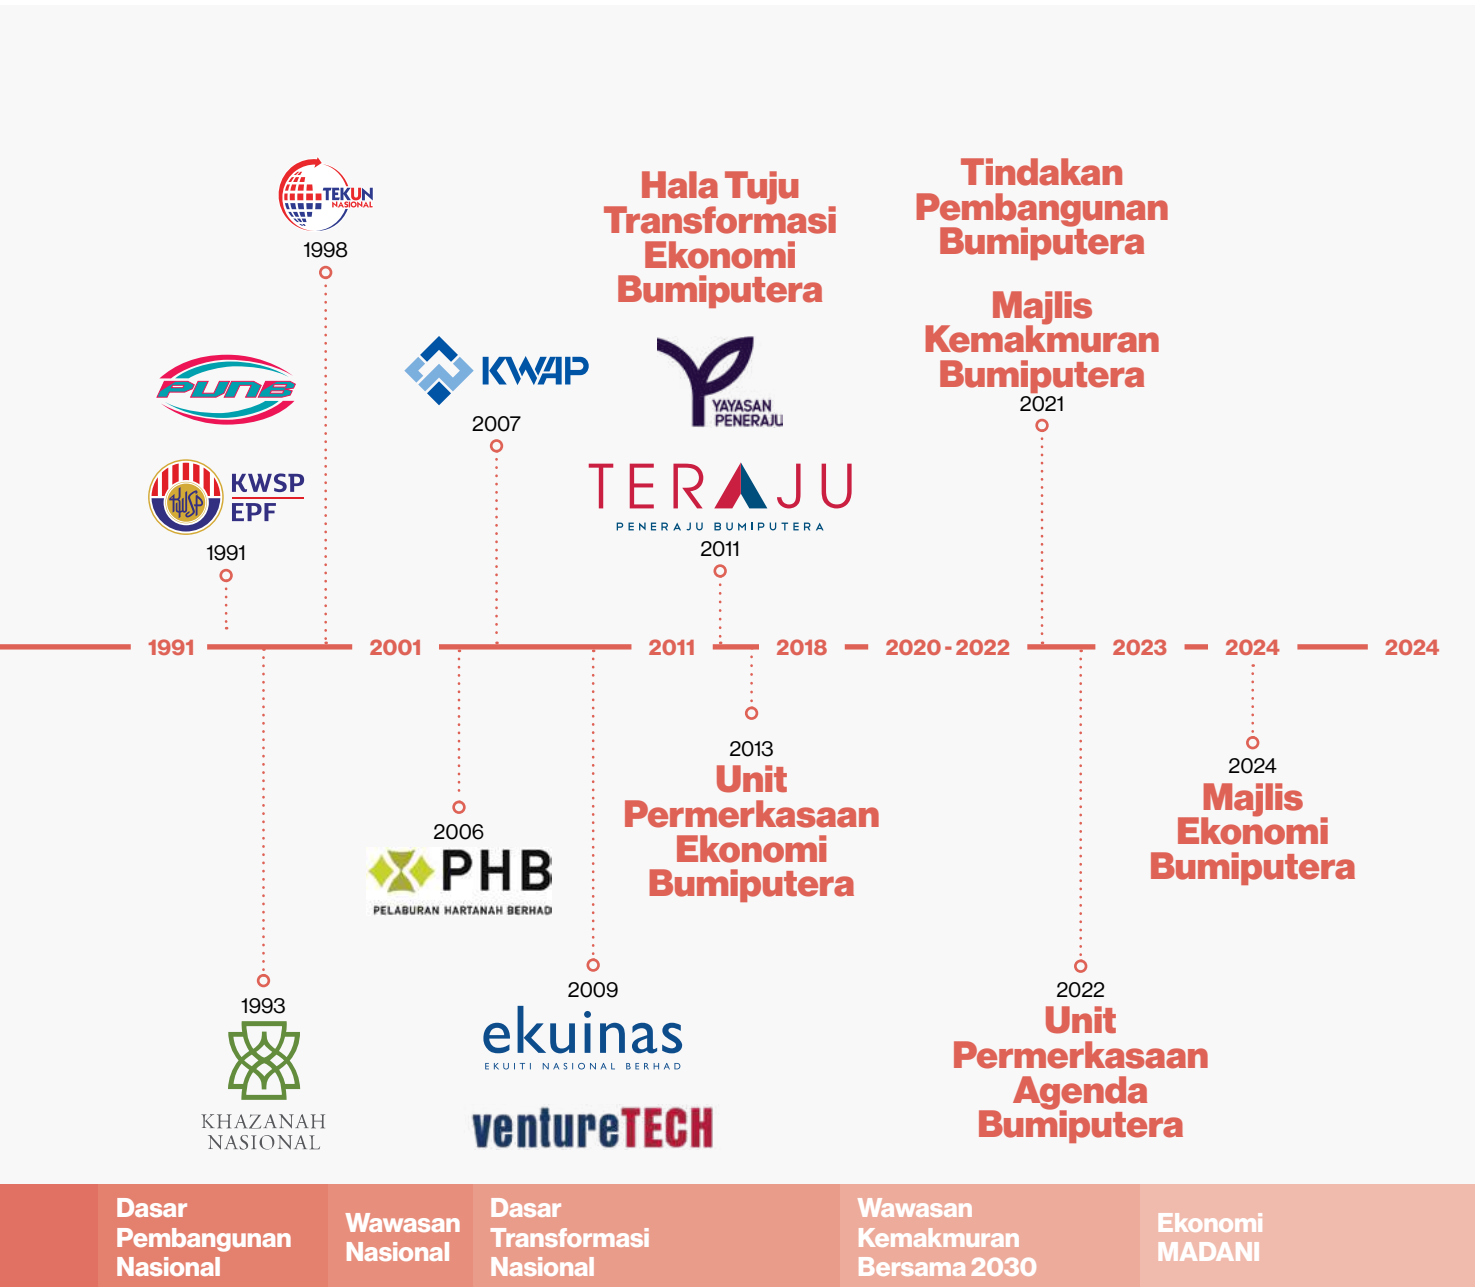 TEKUN
NASIONAL
1998
Hala Tuju
Transformasi
Ekonomi
Bumiputera
Tindakan
Pembangunan
Bumiputera
Majlis
Kemakmuran
Bumiputera
2021
PUNB
KWSP
KWSP
EPF
1991
KWAP
2007
YAYASAN
PENERAJU
TERAJU
PENERAJU BUMIPUTERA
2011
1991
2001
2011
2018
2020 - 2022
2023
2024
2024
1993
KHAZANAH
NASIONAL
2006
PHB
PELABURAN HARTANAH BERHAD
2009
ekuinas
EKUITI NASIONAL BERHAD
ventureTECH
2013
Unit
Permerkasaan
Ekonomi
Bumiputera
2022
Unit
Permerkasaan
Agenda
Bumiputera
2024
Majlis
Ekonomi
Bumiputera
Dasar
Pembangunan
Nasional
Wawasan
Nasional
Dasar
Transformasi
Nasional
Wawasan
Kemakmuran
Bersama 2030
Ekonomi
MADANI